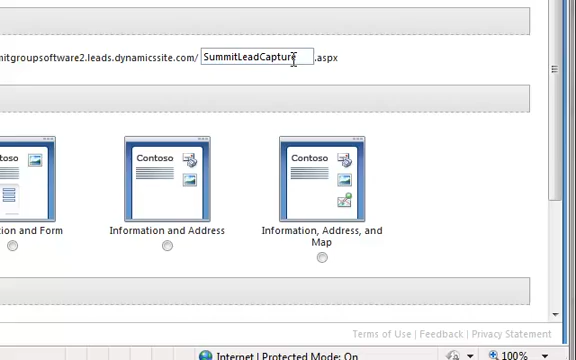 mitgroupsoftware2.leads.dynamicssite.com/ SummitLeadCapture .aspx
Contoso Contoso Contoso
tion and Form Information and Address Information, Address, and
Map
Terms of Use | Feedback | Privacy Statement
Internet | Protected Mode: On 100%